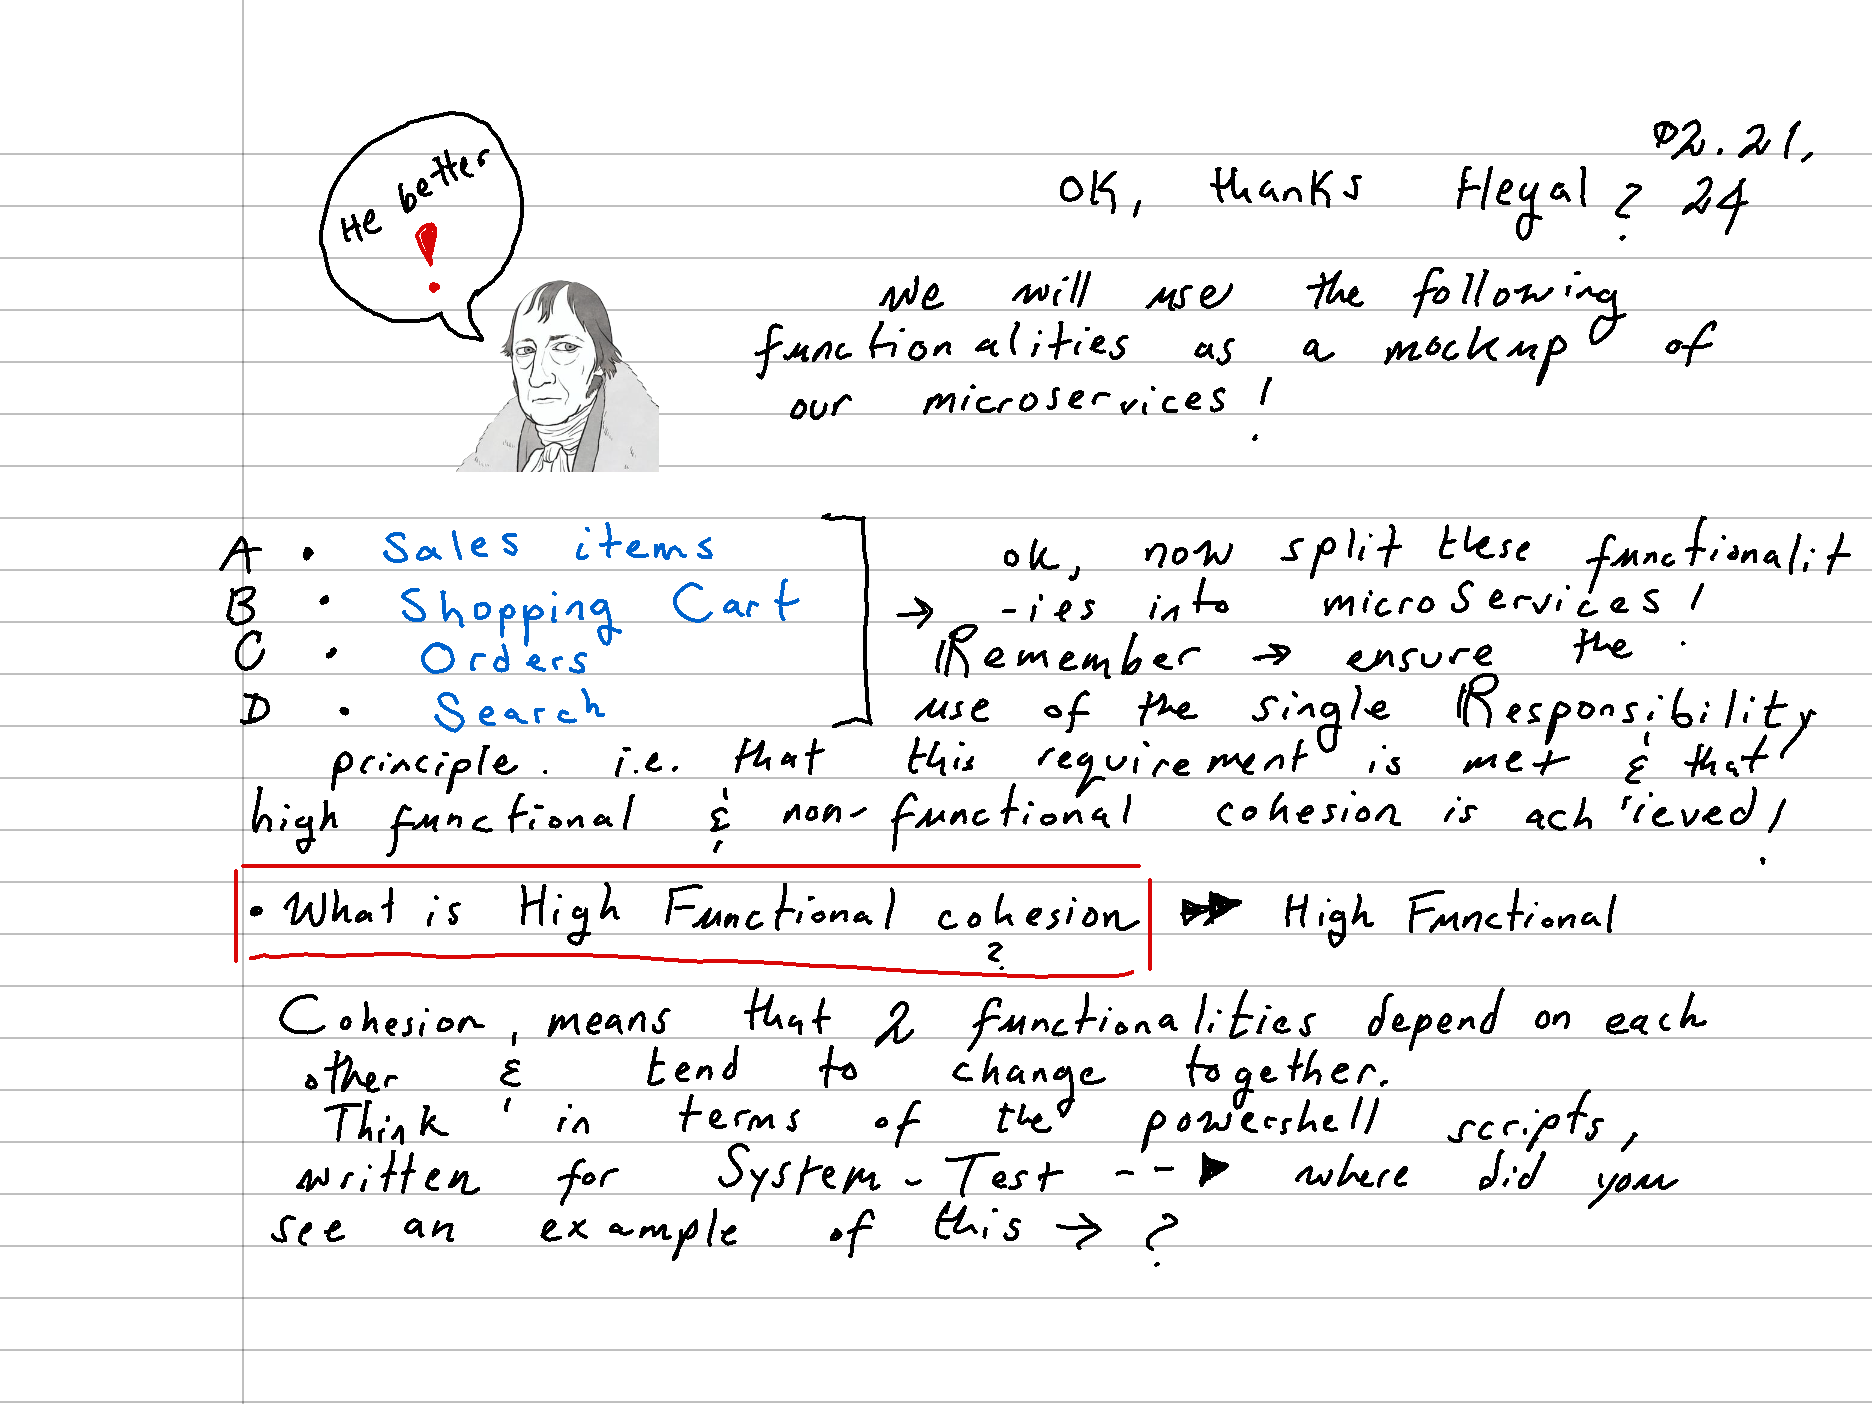 He better
!
02.21,
OK, thanks Hegal ? 24
We will use the following
functionalities as a mockup of
our microservices !
A • Sales items
B • Shopping Cart
C • Orders
D • Search
ok, now split these functionalit
→ -ies into microServices !
Remember → ensure the
use of the single Responsibility
principle. i.e. that this requirement is met & that
high functional & non-functional cohesion is achieved!
• What is High Functional cohesion ? →→ High Functional
Cohesion, means that 2 functionalities depend on each
other & tend to change together.
Think in terms of the powershell scripts,
written for System-Test --► where did you
see an example of this → ?